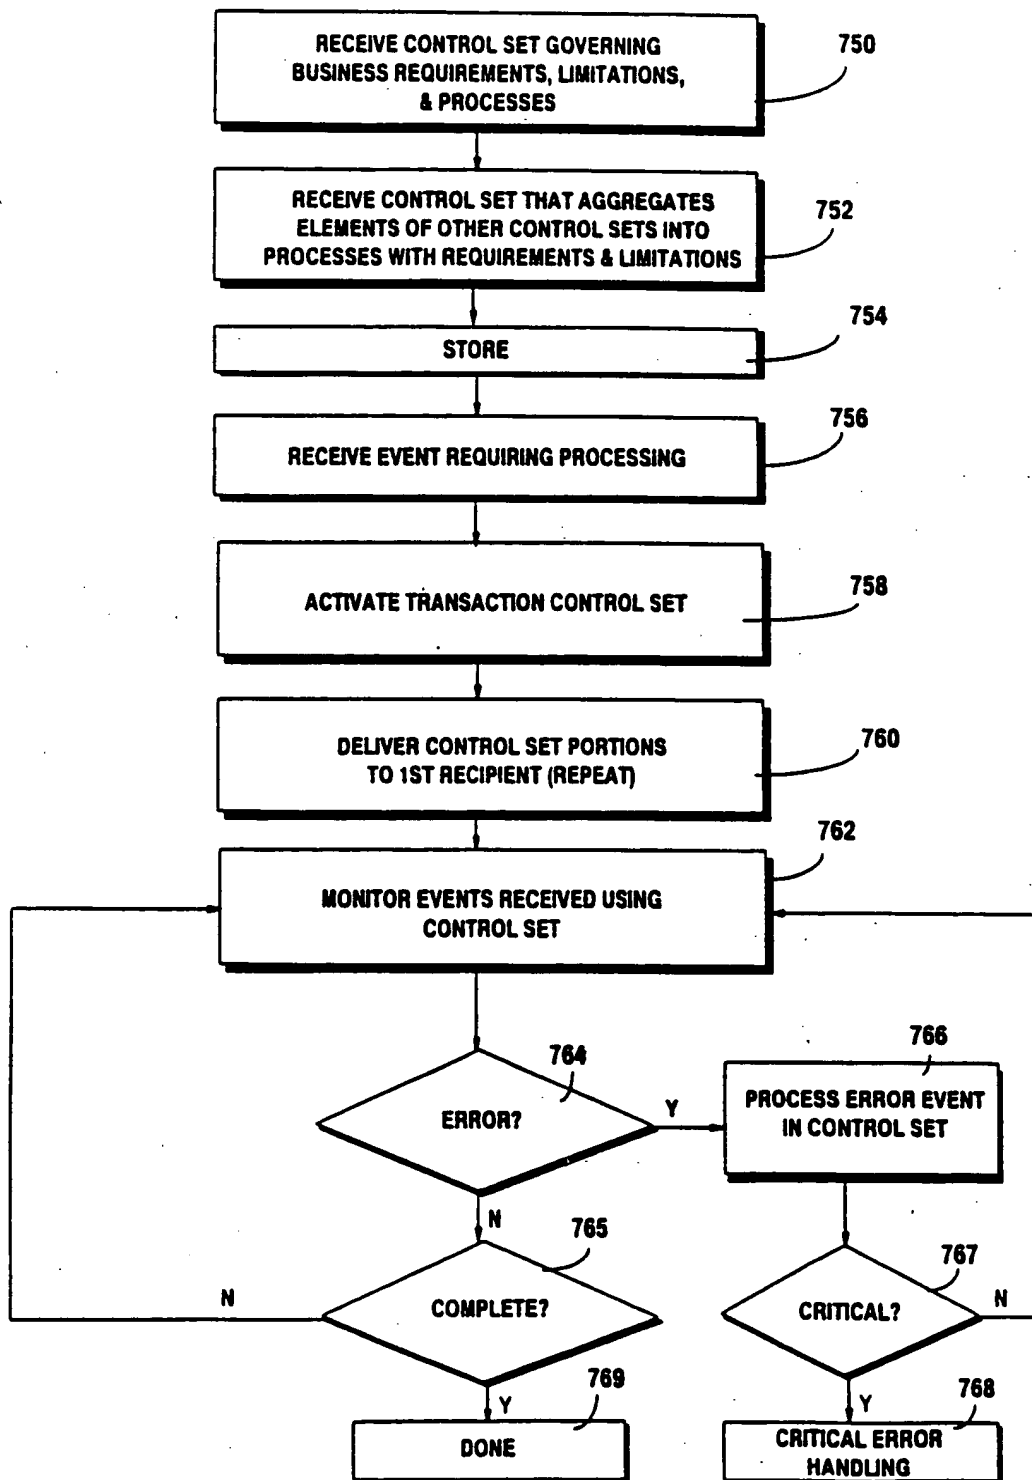 RECEIVE CONTROL SET GOVERNING
BUSINESS REQUIREMENTS, LIMITATIONS,
& PROCESSES
750
RECEIVE CONTROL SET THAT AGGREGATES
ELEMENTS OF OTHER CONTROL SETS INTO
PROCESSES WITH REQUIREMENTS & LIMITATIONS
752
STORE
754
RECEIVE EVENT REQUIRING PROCESSING
756
ACTIVATE TRANSACTION CONTROL SET
758
DELIVER CONTROL SET PORTIONS
TO 1ST RECIPIENT (REPEAT)
760
MONITOR EVENTS RECEIVED USING
CONTROL SET
762
ERROR?
764
Y
PROCESS ERROR EVENT
IN CONTROL SET
766
N
COMPLETE?
765
N
CRITICAL?
767
N
Y
DONE
769
Y
CRITICAL ERROR
HANDLING
768